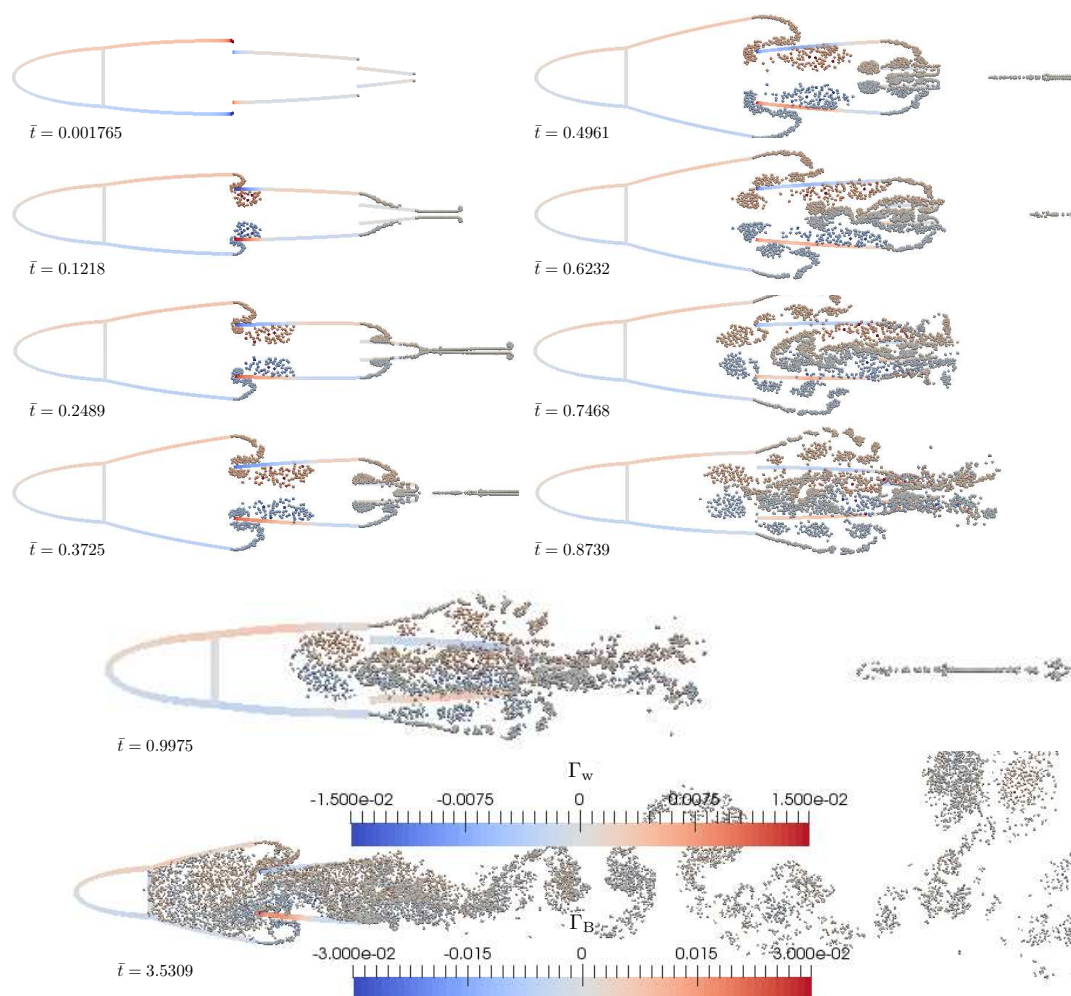 t̄ = 0.001765
t̄ = 0.4961
t̄ = 0.1218
t̄ = 0.6232
t̄ = 0.2489
t̄ = 0.7468
t̄ = 0.3725
t̄ = 0.8739
t̄ = 0.9975
Γw
-1.500e-02 -0.0075 0 0.0075 1.500e-02
ΓB
-3.000e-02 -0.015 0 0.015 3.000e-02
t̄ = 3.5309